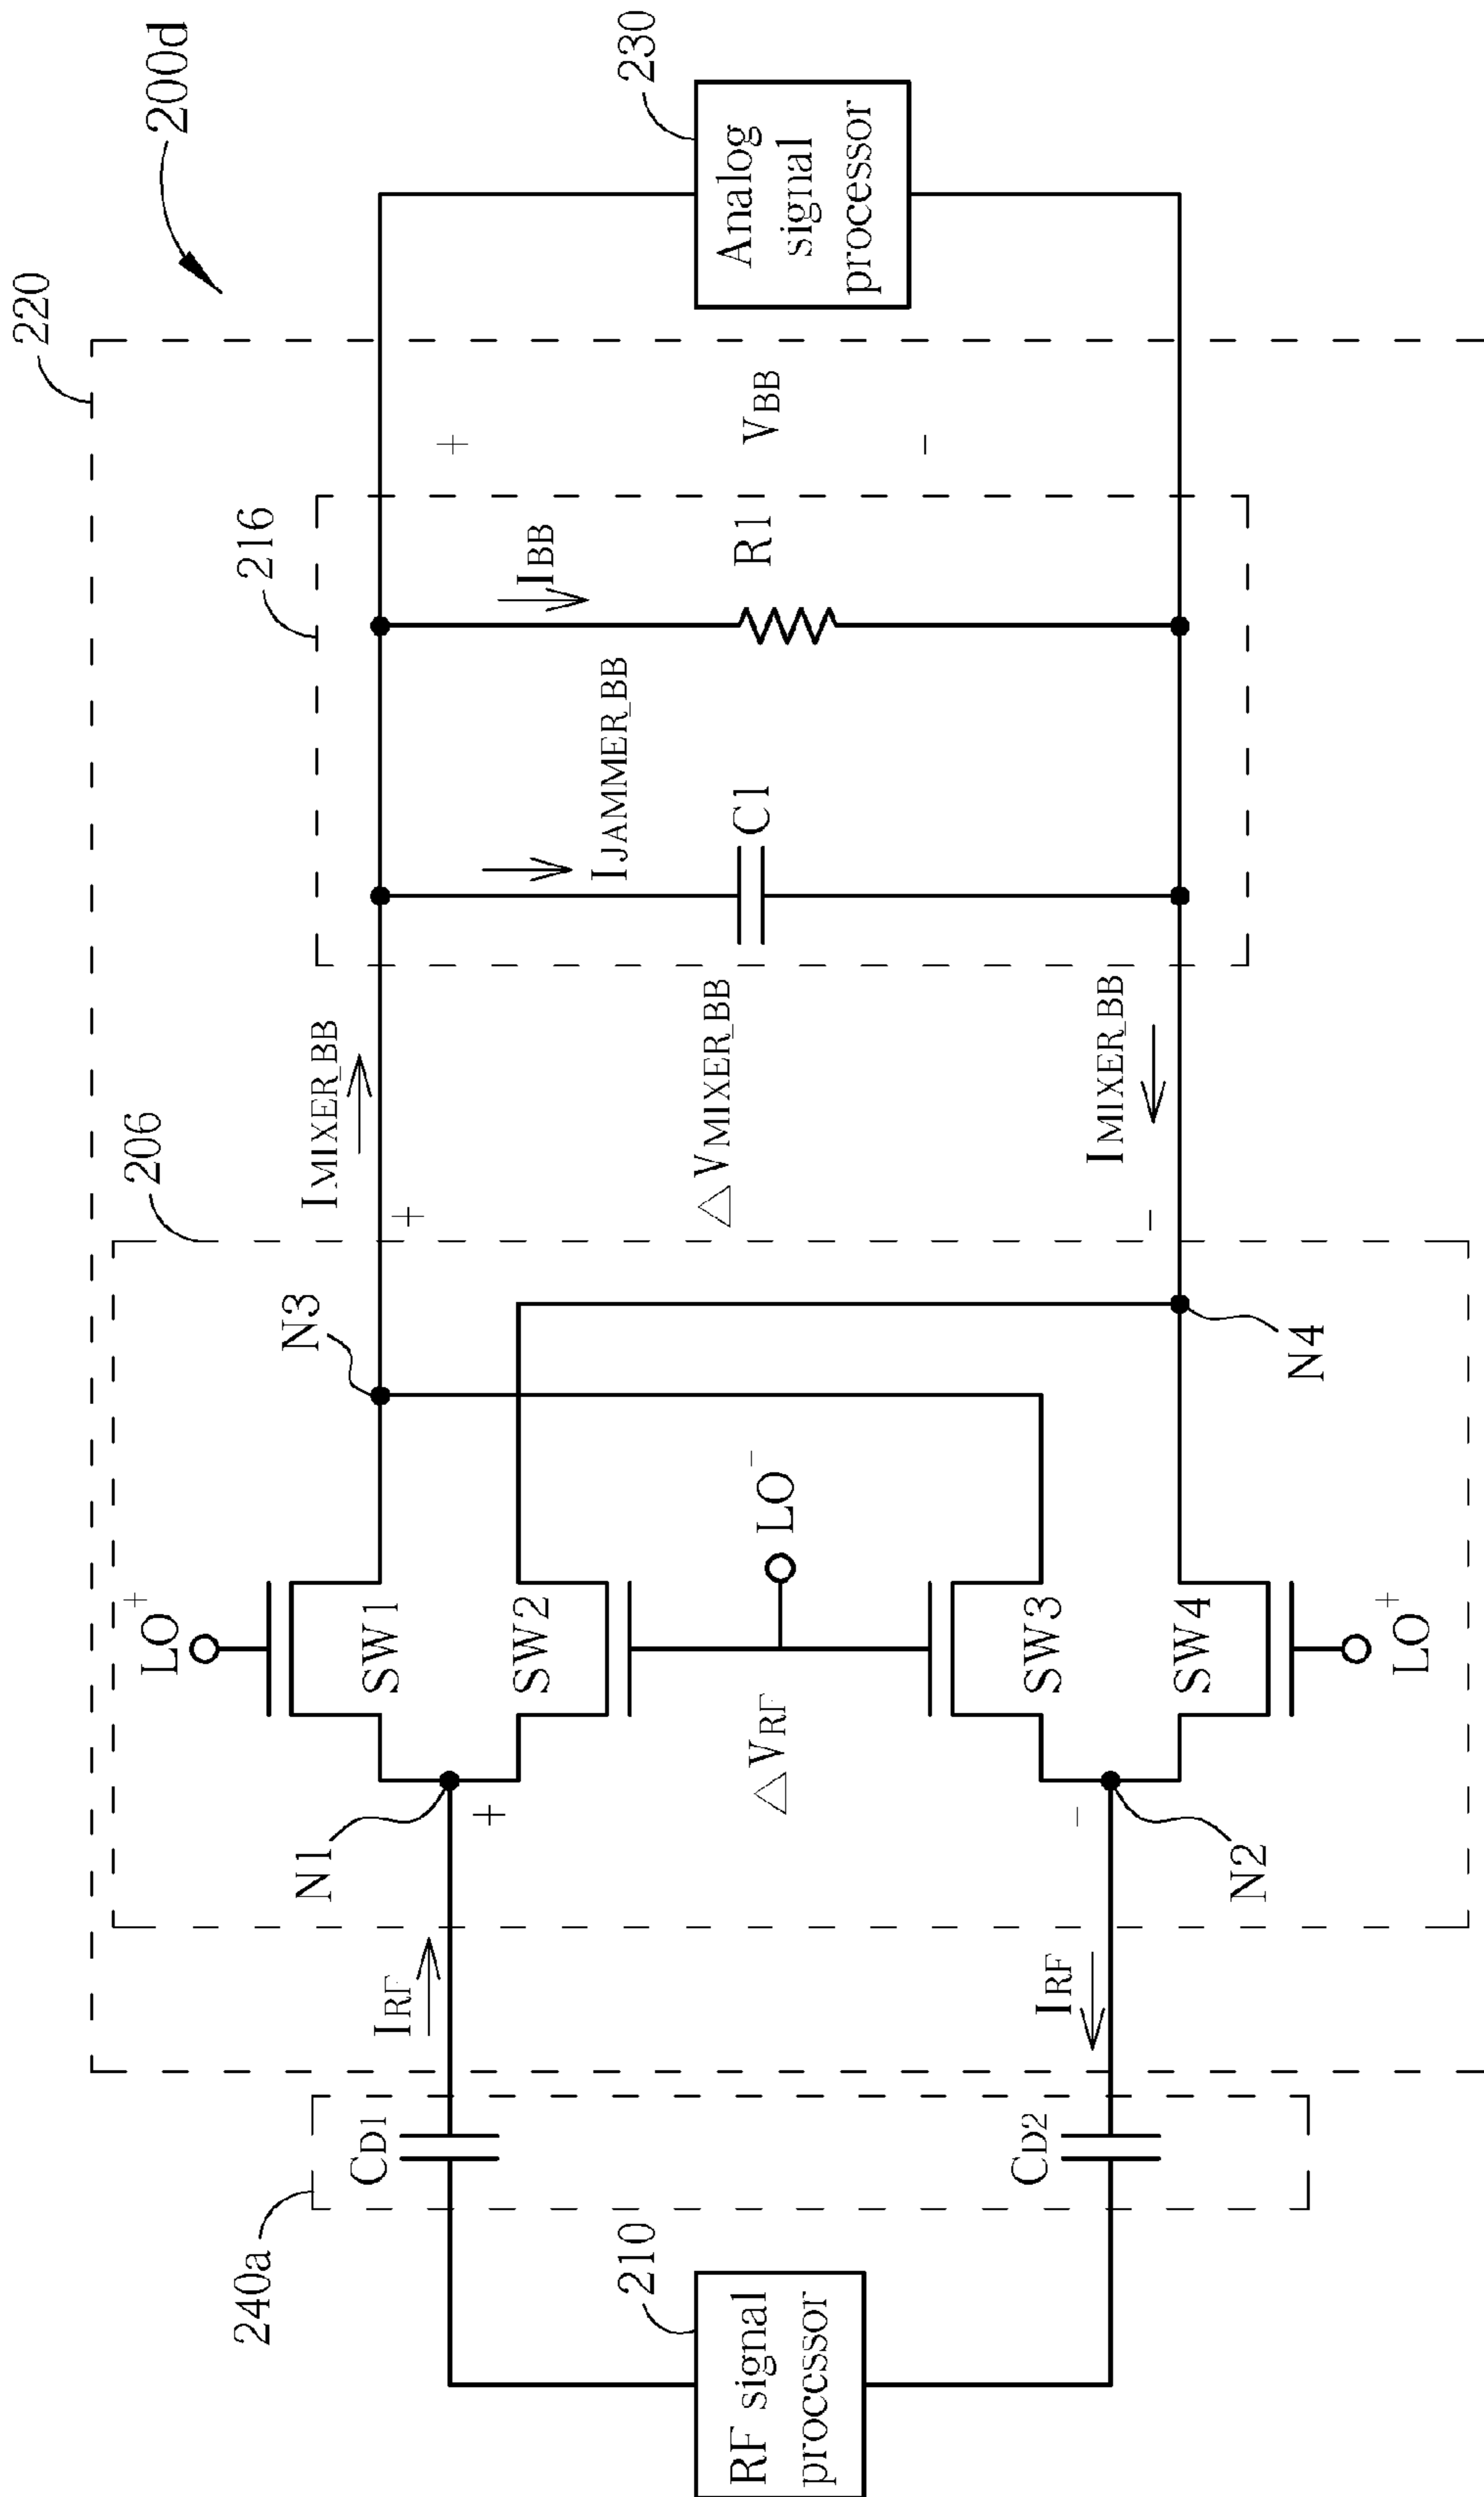 200d
220
216
206
240a
210
230
RF signal
processor
CD1
CD2
IRF
IRF
N1
N2
+
ΔVRF
-
LO+
SW1
SW2
LO-
SW3
SW4
LO+
N3
N4
IMIXER_BB
+
ΔVMIXER_BB
-
IMIXER_BB
IJAMMER_BB
C1
IBB
R1
+
VBB
-
Analog
signal
processor